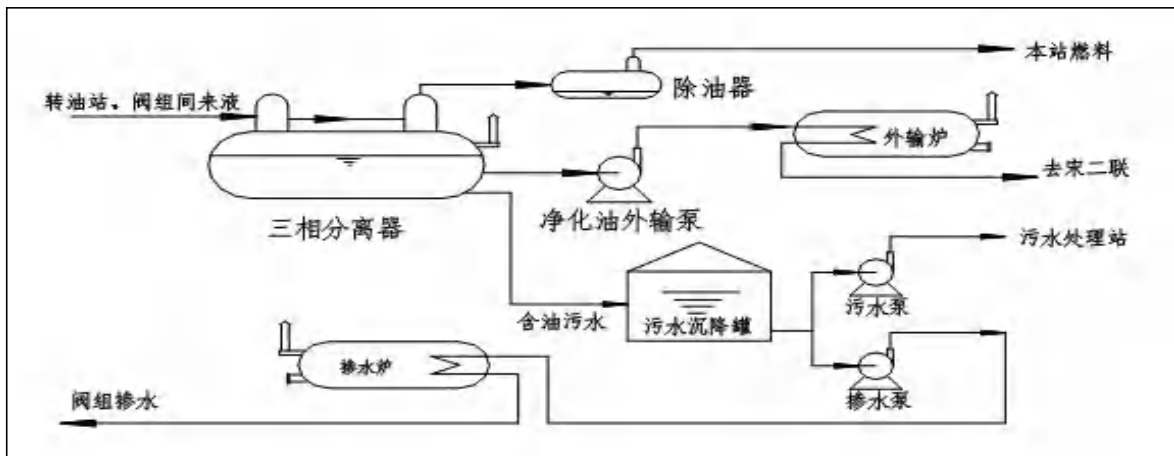 本站燃料
除油器
转油站、阀组间来液
外输炉
去宋二联
三相分离器
净化油外输泵
污水处理站
含油污水
污水沉降罐
污水泵
掺水炉
阀组掺水
掺水泵